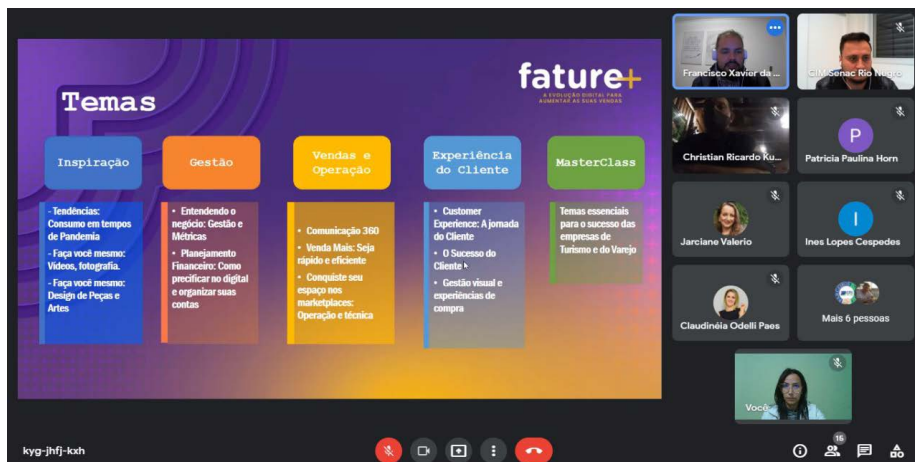 fature+
A EVOLUÇÃO DIGITAL PARA
AUMENTAR AS SUAS VENDAS
Temas
Inspiração
- Tendências:
Consumo em tempos
de Pandemia
- Faça você mesmo:
Vídeos, fotografia.
- Faça você mesmo:
Design de Peças e
Artes
Gestão
• Entendendo o
negócio: Gestão e
Métricas
• Planejamento
Financeiro: Como
precificar no digital
e organizar suas
contas
Vendas e
Operação
• Comunicação 360
• Venda Mais: Seja
rápido e eficiente
• Conquiste seu
espaço nos
marketplaces:
Operação e técnica
Experiência
do Cliente
• Customer
Experience: A jornada
do Cliente
• O Sucesso do
Cliente
• Gestão visual e
experiências de
compra
MasterClass
Temas essenciais
para o sucesso das
empresas de
Turismo e do Varejo
Francisco Xavier da ...
CIM Senac Rio Negro
Christian Ricardo Ku...
P
Patricia Paulina Horn
Jarciane Valerio
I
Ines Lopes Cespedes
Claudinéia Odelli Paes
Mais 6 pessoas
Você
kyg-jhfj-kxh
16